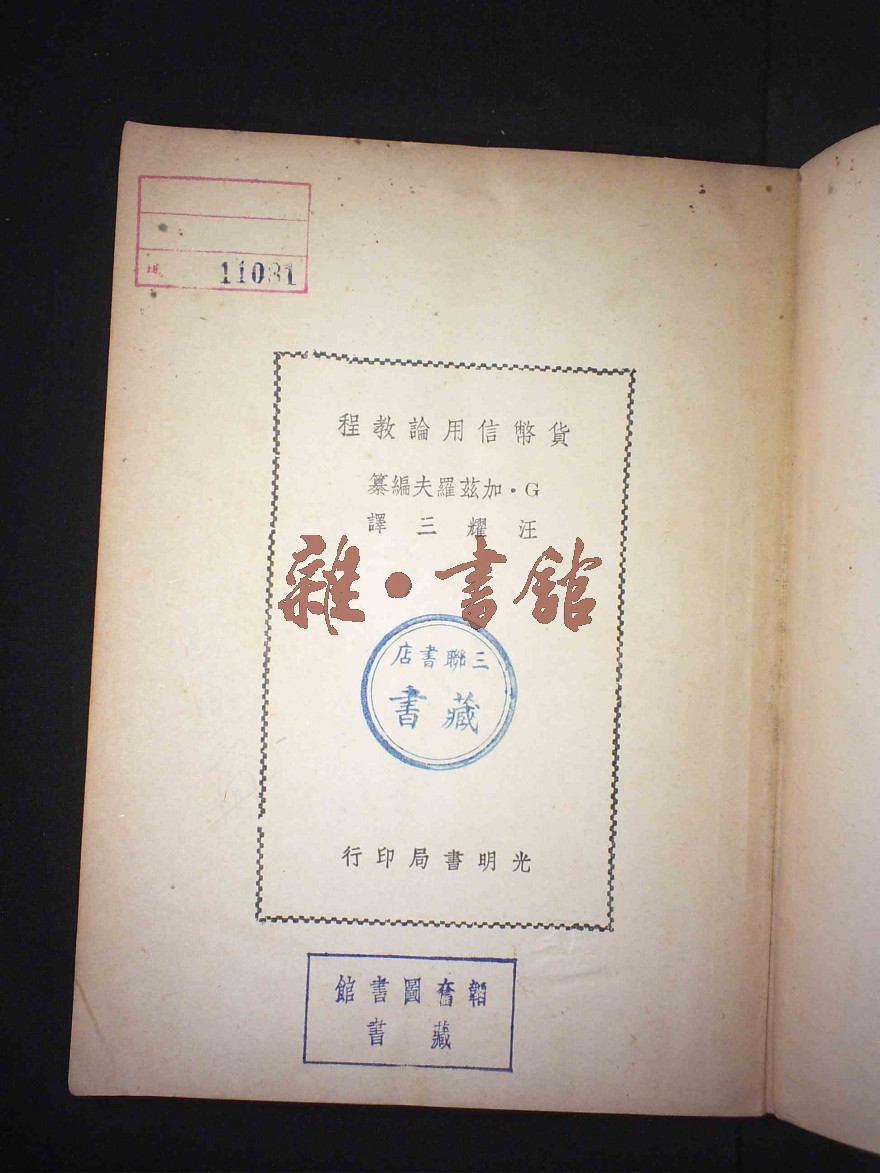 11081
貨幣信用論教程
G·加茲羅夫編纂
汪耀三譯
雜·書館
三聯書店
藏書
光明書局印行
韜奮圖書館
藏書